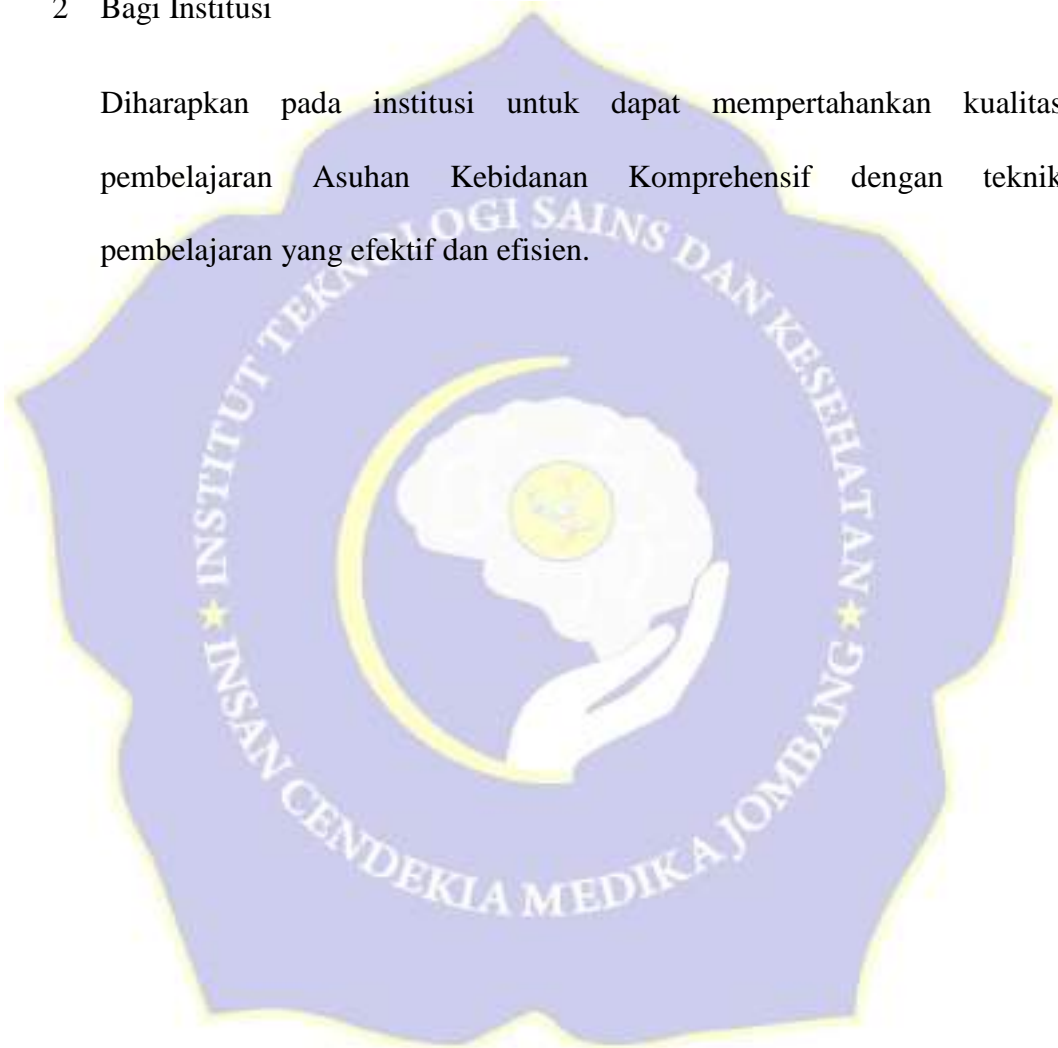 2 Bagi Institusi
Diharapkan pada institusi untuk dapat mempertahankan kualitas
pembelajaran Asuhan Kebidanan Komprehensif dengan teknik
pembelajaran yang efektif dan efisien.
INSTITUT TEKNOLOGI SAINS DAN KESEHATAN
INSAN CENDEKIA MEDIKA JOMBANG